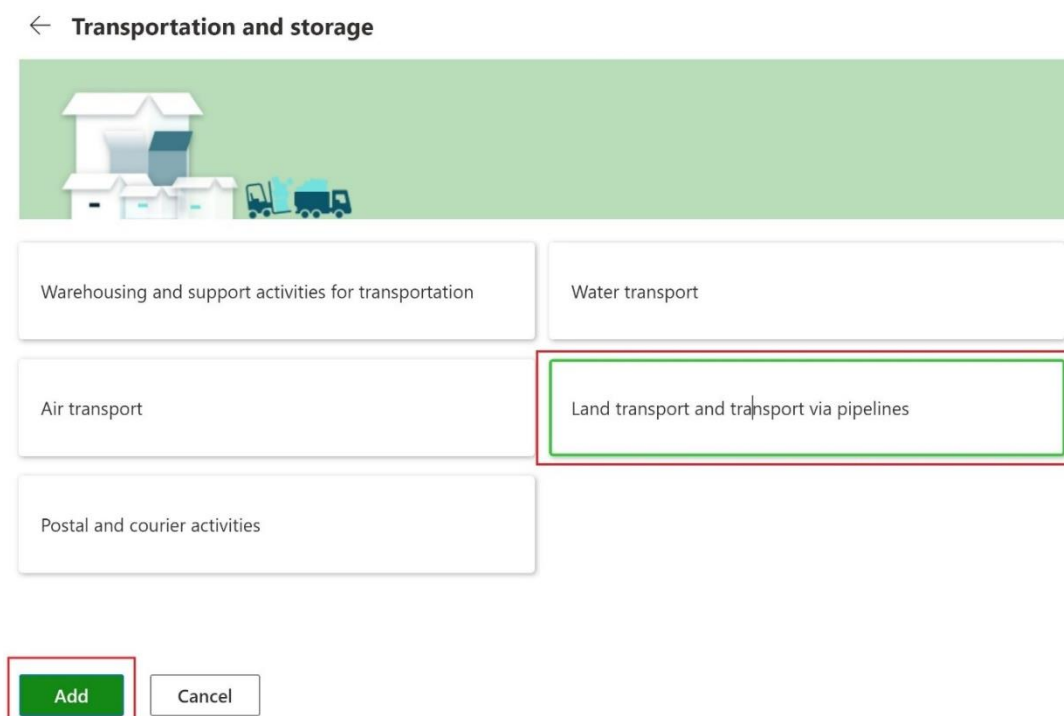 Transportation and storage
Warehousing and support activities for transportation
Water transport
Air transport
Land transport and transport via pipelines
Postal and courier activities
Add
Cancel